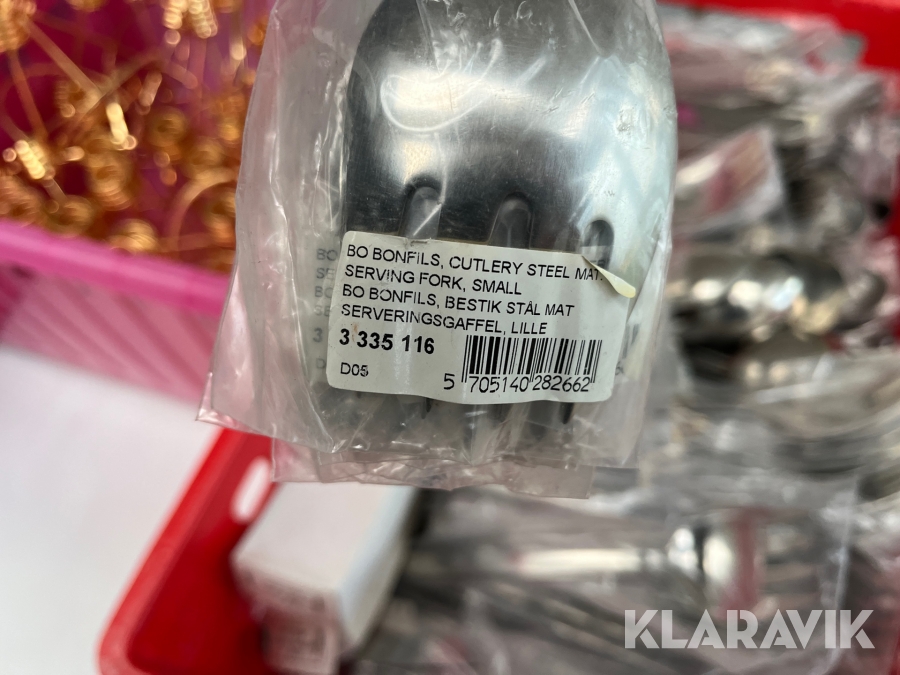 BO BONFILS, CUTLERY STEEL MAT
SERVING FORK, SMALL
BO BONFILS, BESTIK STÅL MAT
SERVERINGSGAFFEL, LILLE
3 335 116
D05
5 705140 282662
KLARAVIK